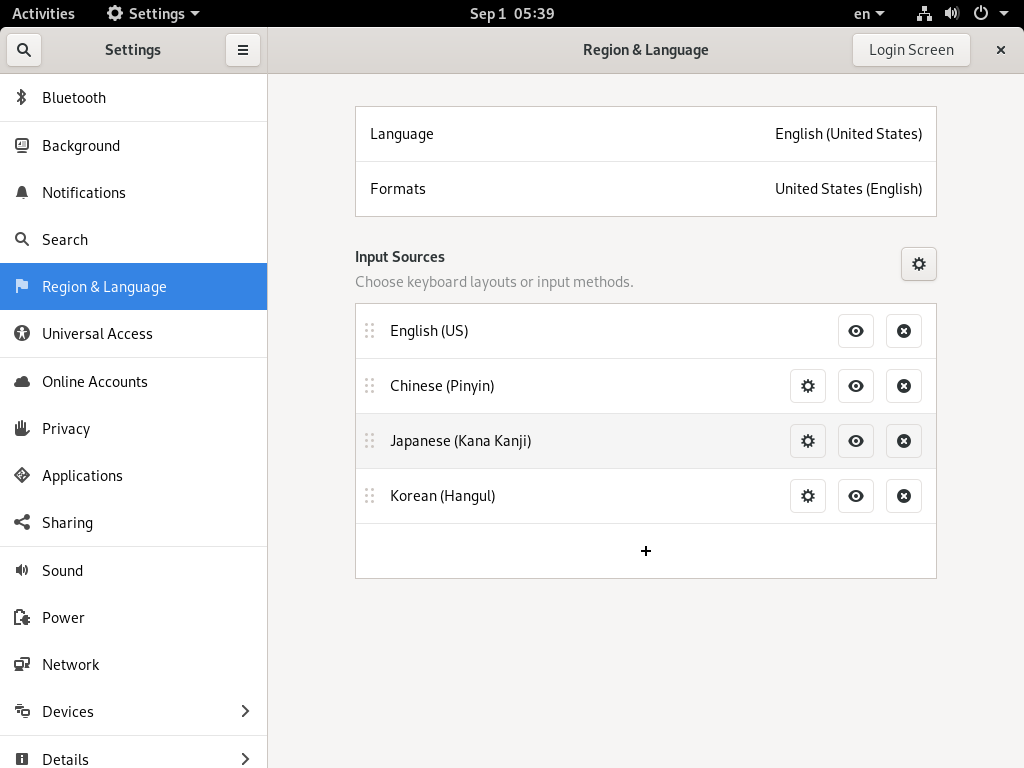 Activities
Settings
Sep 1 05:39
en
Settings
Region & Language
Login Screen
Bluetooth
Background
Notifications
Search
Region & Language
Universal Access
Online Accounts
Privacy
Applications
Sharing
Sound
Power
Network
Devices
Details
Language
English (United States)
Formats
United States (English)
Input Sources
Choose keyboard layouts or input methods.
English (US)
Chinese (Pinyin)
Japanese (Kana Kanji)
Korean (Hangul)
+